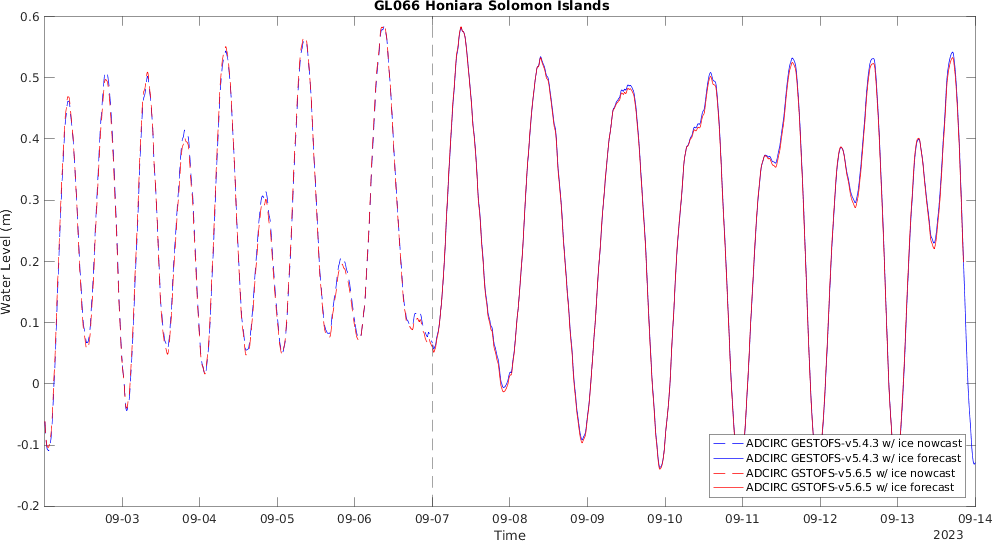 GL066 Honiara Solomon Islands
0.6
0.5
0.4
0.3
0.2
0.1
0
-0.1
-0.2
Water Level (m)
ADCIRC GESTOFS-v5.4.3 w/ ice nowcast
ADCIRC GESTOFS-v5.4.3 w/ ice forecast
ADCIRC GSTOFS-v5.6.5 w/ ice nowcast
ADCIRC GSTOFS-v5.6.5 w/ ice forecast
09-03 09-04 09-05 09-06 09-07 09-08 09-09 09-10 09-11 09-12 09-13 09-14
Time
2023